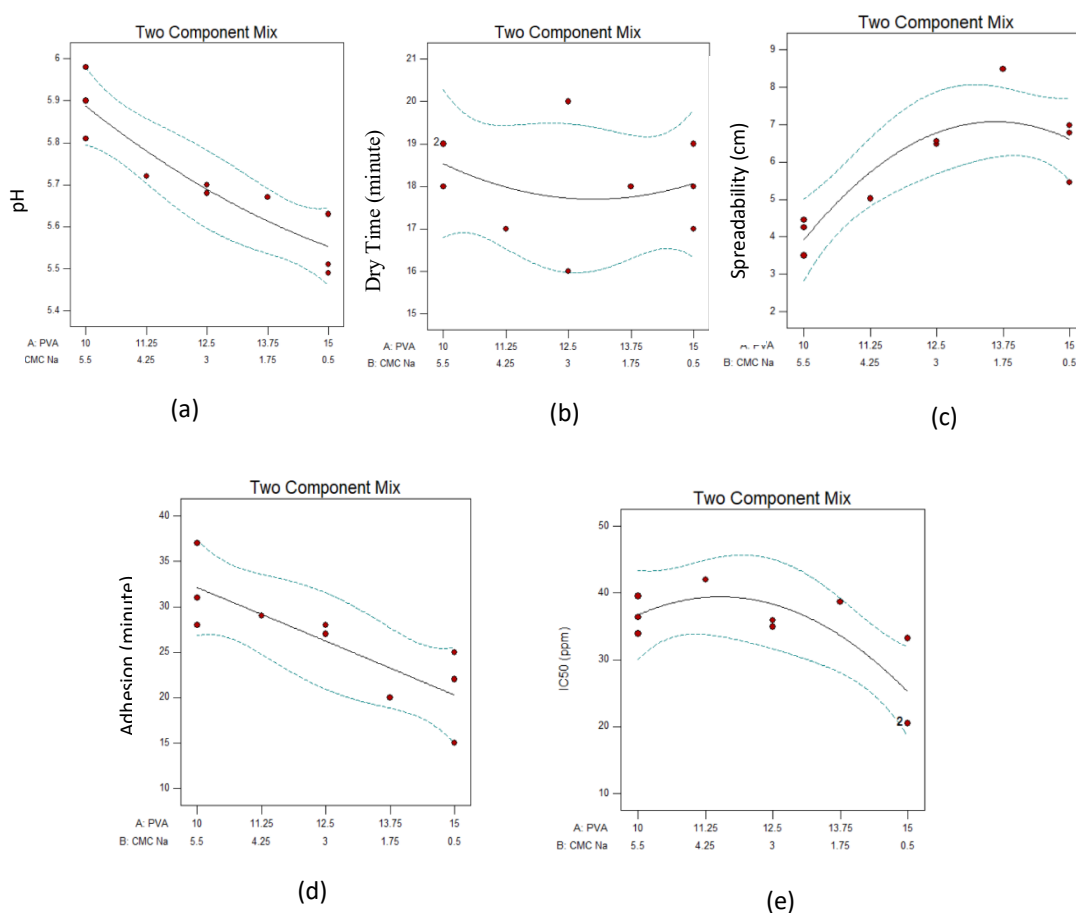 Two Component Mix
6
5.9
5.8
5.7
5.6
5.5
5.4
pH
A: PVA 10 11.25 12.5 13.75 15
CMC Na 5.5 4.25 3 1.75 0.5
(a)
Two Component Mix
21
20
19
18
17
16
15
Dry Time (minute)
2
10 11.25 12.5 13.75 15
B: CMC Na 5.5 4.25 3 1.75 0.5
(b)
Two Component Mix
9
8
7
6
5
4
3
2
Spreadability (cm)
A: PVA 10 11.25 12.5 13.75 15
B: CMC Na 5.5 4.25 3 1.75 0.5
(c)
Two Component Mix
40
35
30
25
20
15
10
Adhesion (minute)
A: PVA 10 11.25 12.5 13.75 15
B: CMC Na 5.5 4.25 3 1.75 0.5
(d)
Two Component Mix
50
40
30
20
10
IC50 (ppm)
2
A: PVA 10 11.25 12.5 13.75 15
B: CMC Na 5.5 4.25 3 1.75 0.5
(e)